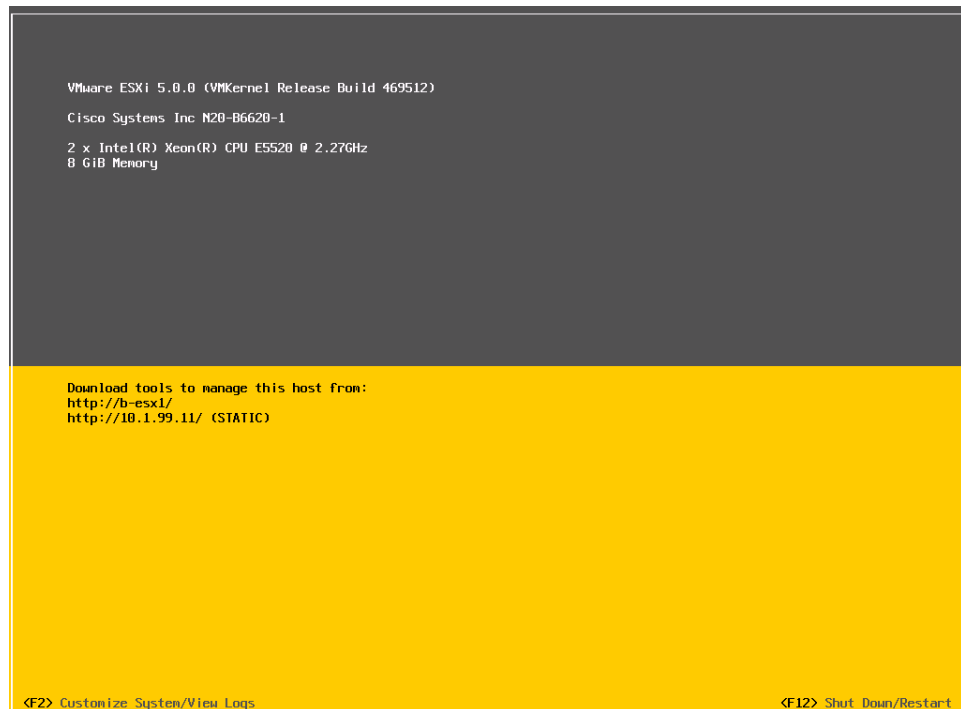 VMware ESXi 5.0.0 (VMKernel Release Build 469512)
Cisco Systems Inc N20-B6620-1
2 x Intel(R) Xeon(R) CPU E5520 @ 2.27GHz
8 GiB Memory
Download tools to manage this host from:
http://b-esx1/
http://10.1.99.11/ (STATIC)
<F2> Customize System/View Logs
<F12> Shut Down/Restart